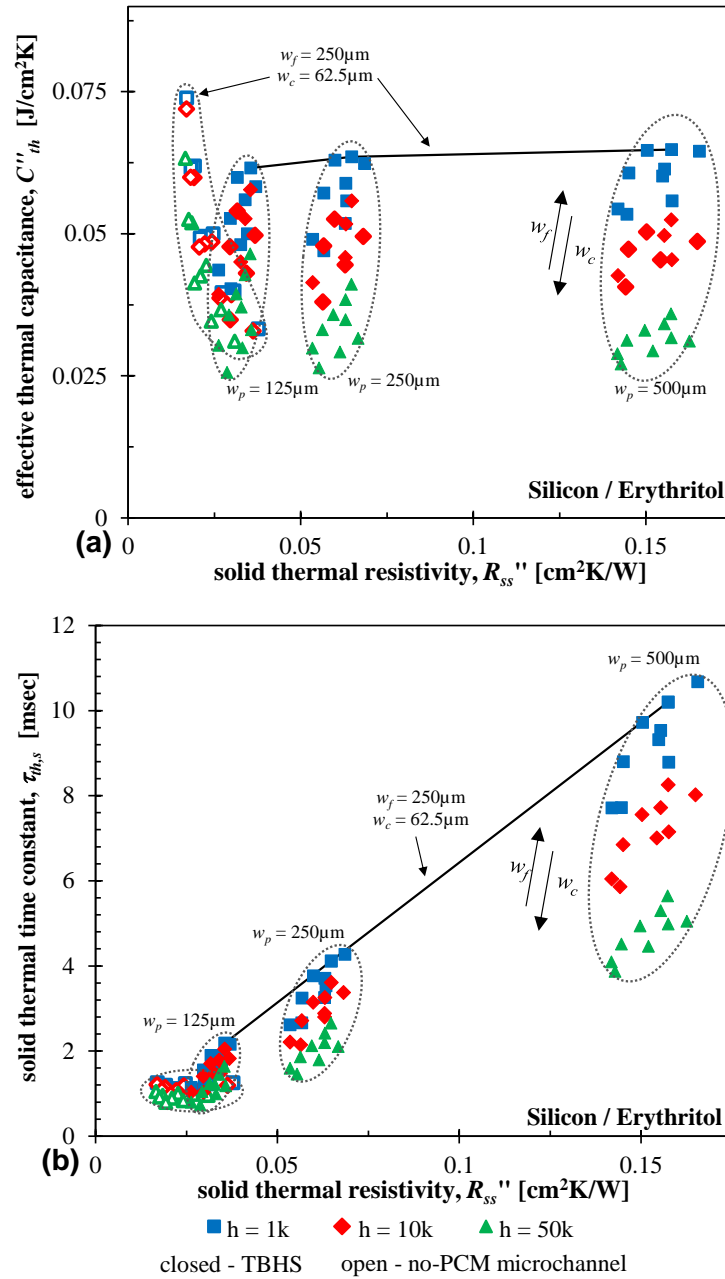 w_f = 250µm
w_c = 62.5µm
effective thermal capacitance, C''_th [J/cm²K]
0.075
0.05
0.025
0
w_f
w_c
w_p = 125µm
w_p = 250µm
w_p = 500µm
Silicon / Erythritol
(a)
0
0.05
0.1
0.15
solid thermal resistivity, R_ss'' [cm²K/W]
solid thermal time constant, τ_th,s [msec]
12
10
8
6
4
2
0
w_p = 500µm
w_f = 250µm
w_c = 62.5µm
w_f
w_c
w_p = 250µm
w_p = 125µm
Silicon / Erythritol
(b)
0
0.05
0.1
0.15
solid thermal resistivity, R_ss'' [cm²K/W]
h = 1k h = 10k h = 50k
closed - TBHS open - no-PCM microchannel